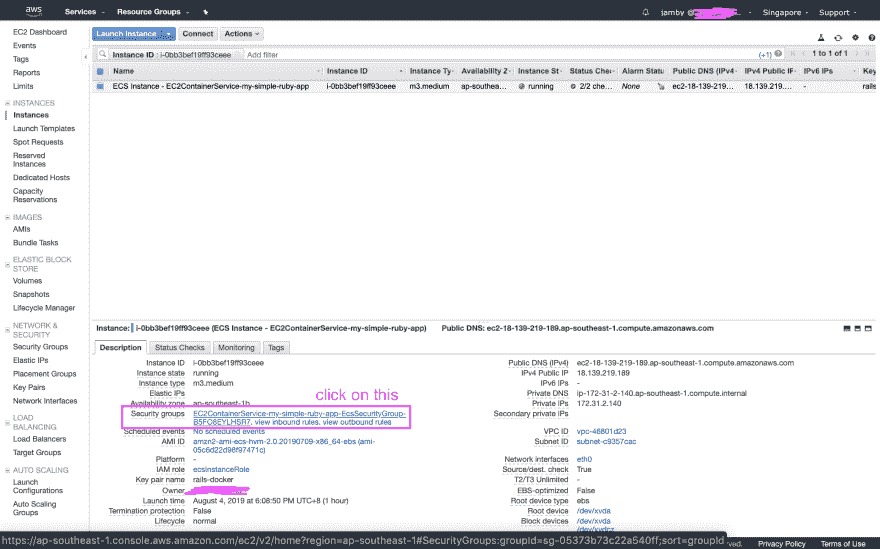 aws Services Resource Groups jamby @ Singapore Support
EC2 Dashboard
Events
Tags
Reports
Limits
INSTANCES
Instances
Launch Templates
Spot Requests
Reserved
Instances
Dedicated Hosts
Capacity
Reservations
IMAGES
AMIs
Bundle Tasks
ELASTIC BLOCK
STORE
Volumes
Snapshots
Lifecycle Manager
NETWORK &
SECURITY
Security Groups
Elastic IPs
Placement Groups
Key Pairs
Network Interfaces
LOAD
BALANCING
Load Balancers
Target Groups
AUTO SCALING
Launch
Configurations
Auto Scaling
Groups
Launch Instance Connect Actions
Instance ID : i-0bb3bef19ff93ceee Add filter (+1) 1 to 1 of 1
Name Instance ID Instance Ty Availability Z Instance St Status Chec Alarm Statu Public DNS (IPv4 IPv4 Public IF IPv6 IPs Key
ECS Instance - EC2ContainerService-my-simple-ruby-app i-0bb3bef19ff93ceee m3.medium ap-southea... running 2/2 che... None ec2-18-139-... 18.139.219.... - rails
Instance: i-0bb3bef19ff93ceee (ECS Instance - EC2ContainerService-my-simple-ruby-app) Public DNS: ec2-18-139-219-189.ap-southeast-1.compute.amazonaws.com
Description Status Checks Monitoring Tags
Instance ID i-0bb3bef19ff93ceee
Instance state running
Instance type m3.medium
Elastic IPs
click on this
Availability zone ap-southeast-1b
Security groups EC2ContainerService-my-simple-ruby-app-EcsSecurityGroup-
B5FO8EYLH5R7. view inbound rules. view outbound rules
Scheduled events No scheduled events
AMI ID amzn2-ami-ecs-hvm-2.0.20190709-x86_64-ebs (ami-
05c6d22d98f97471c)
Platform -
IAM role ecsInstanceRole
Key pair name rails-docker
Owner
Launch time August 4, 2019 at 6:08:50 PM UTC+8 (1 hour)
Termination protection False
Lifecycle normal
Public DNS (IPv4) ec2-18-139-219-189.ap-southeast-1.compute.amazonaws.com
IPv4 Public IP 18.139.219.189
IPv6 IPs -
Private DNS ip-172-31-2-140.ap-southeast-1.compute.internal
Private IPs 172.31.2.140
Secondary private IPs
VPC ID vpc-46801d23
Subnet ID subnet-c9357cac
Network interfaces eth0
Source/dest. check True
T2/T3 Unlimited -
EBS-optimized False
Root device type ebs
Root device /dev/xvda
Block devices /dev/xvda
/dev/xvdcz
https://ap-southeast-1.console.aws.amazon.com/ec2/v2/home?region=ap-southeast-1#SecurityGroups:groupId=sg-05373b73c22a540ff;sort=groupId rved. Privacy Policy Terms of Use